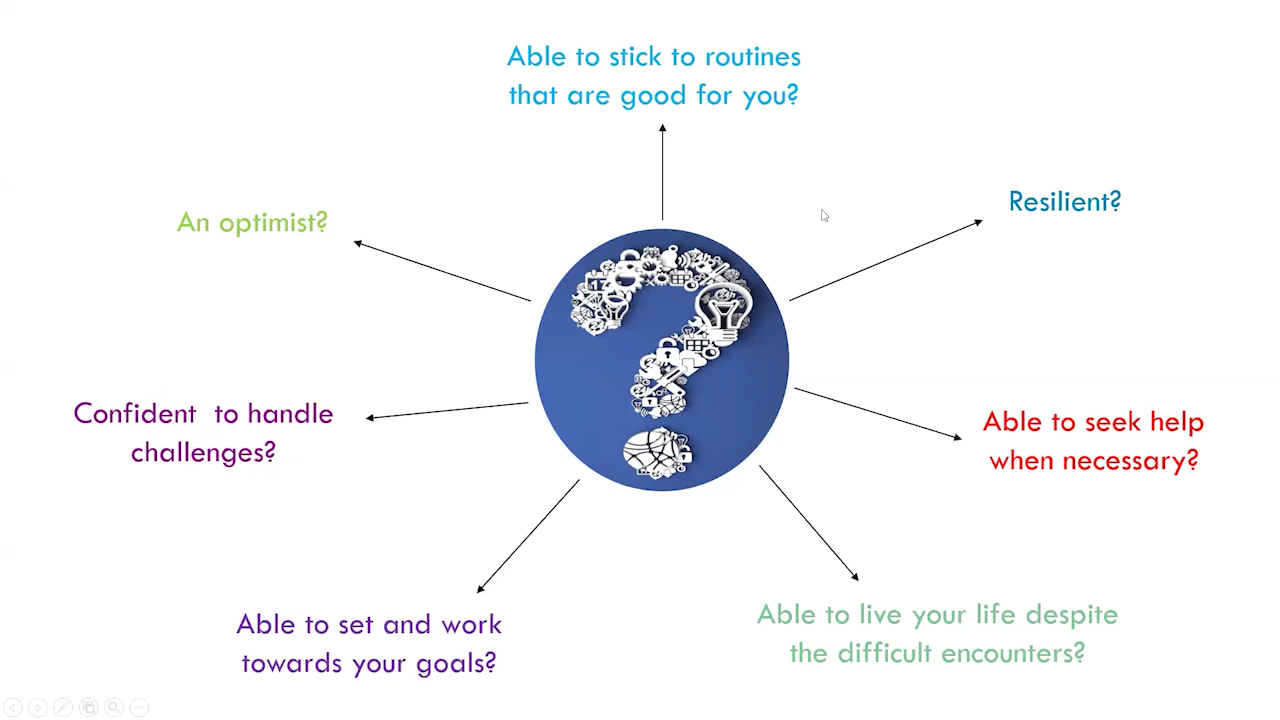 Able to stick to routines
that are good for you?
An optimist?
Resilient?
Confident  to handle
challenges?
Able to seek help
when necessary?
Able to set and work
towards your goals?
Able to live your life despite
the difficult encounters?